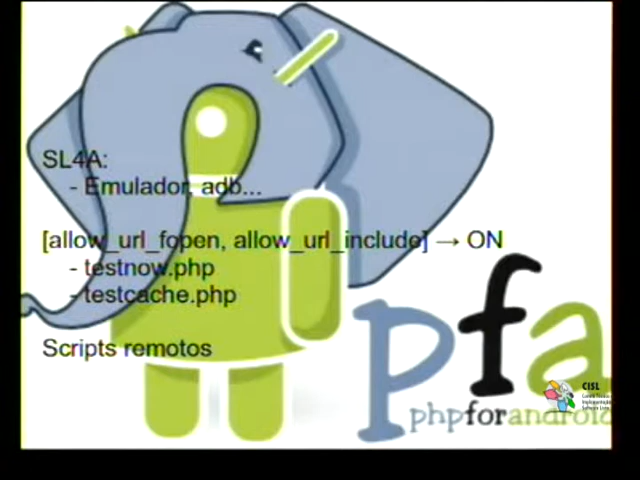 SL4A:
- Emulador, adb...
[allow_url_fopen, allow_url_include] → ON
- testnow.php
- testcache.php
Scripts remotos
pfa
phpforandroid
CISL